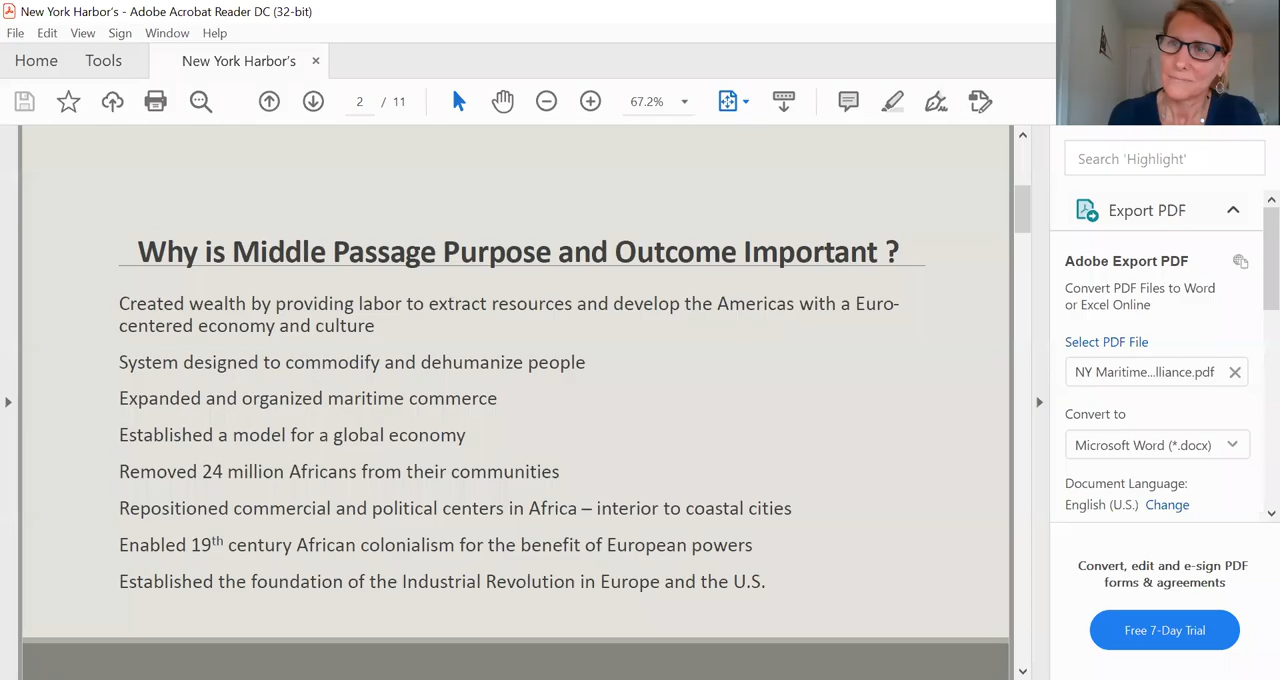 New York Harbor's - Adobe Acrobat Reader DC (32-bit)
File Edit View Sign Window Help
Home Tools New York Harbor's ×
2 / 11 67.2%
Search 'Highlight'
Export PDF
Adobe Export PDF
Convert PDF Files to Word
or Excel Online
Select PDF File
NY Maritime...lliance.pdf
Convert to
Microsoft Word (*.docx)
Document Language:
English (U.S.) Change
Convert, edit and e-sign PDF
forms & agreements
Free 7-Day Trial
Why is Middle Passage Purpose and Outcome Important ?
Created wealth by providing labor to extract resources and develop the Americas with a Euro-
centered economy and culture
System designed to commodify and dehumanize people
Expanded and organized maritime commerce
Established a model for a global economy
Removed 24 million Africans from their communities
Repositioned commercial and political centers in Africa – interior to coastal cities
Enabled 19th century African colonialism for the benefit of European powers
Established the foundation of the Industrial Revolution in Europe and the U.S.